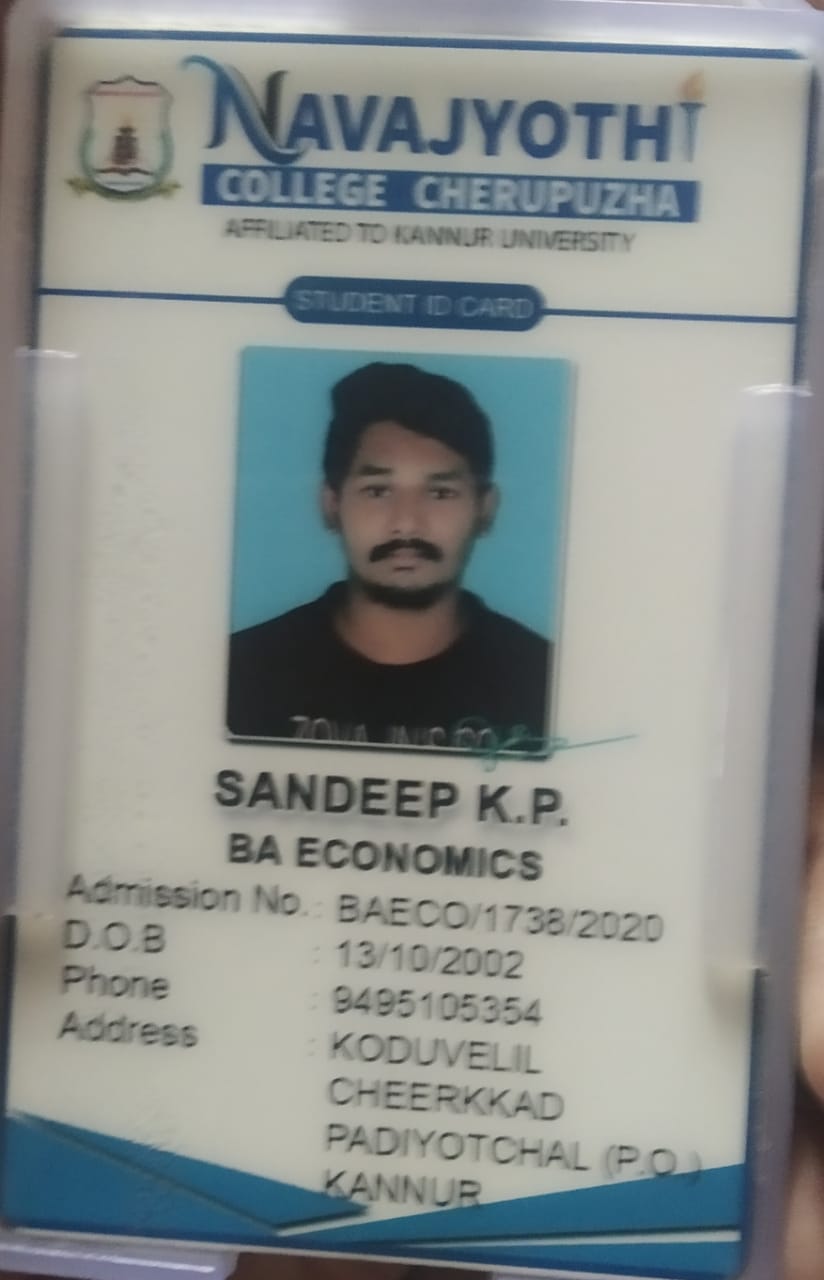 NAVAJYOTHI
COLLEGE CHERUPUZHA
AFFILIATED TO KANNUR UNIVERSITY
STUDENT ID CARD
SANDEEP K.P.
BA ECONOMICS
Admission No. : BAECO/1738/2020
D.O.B : 13/10/2002
Phone : 9495105354
Address : KODUVELIL
CHEERKKAD
PADIYOTCHAL (P.O.)
KANNUR